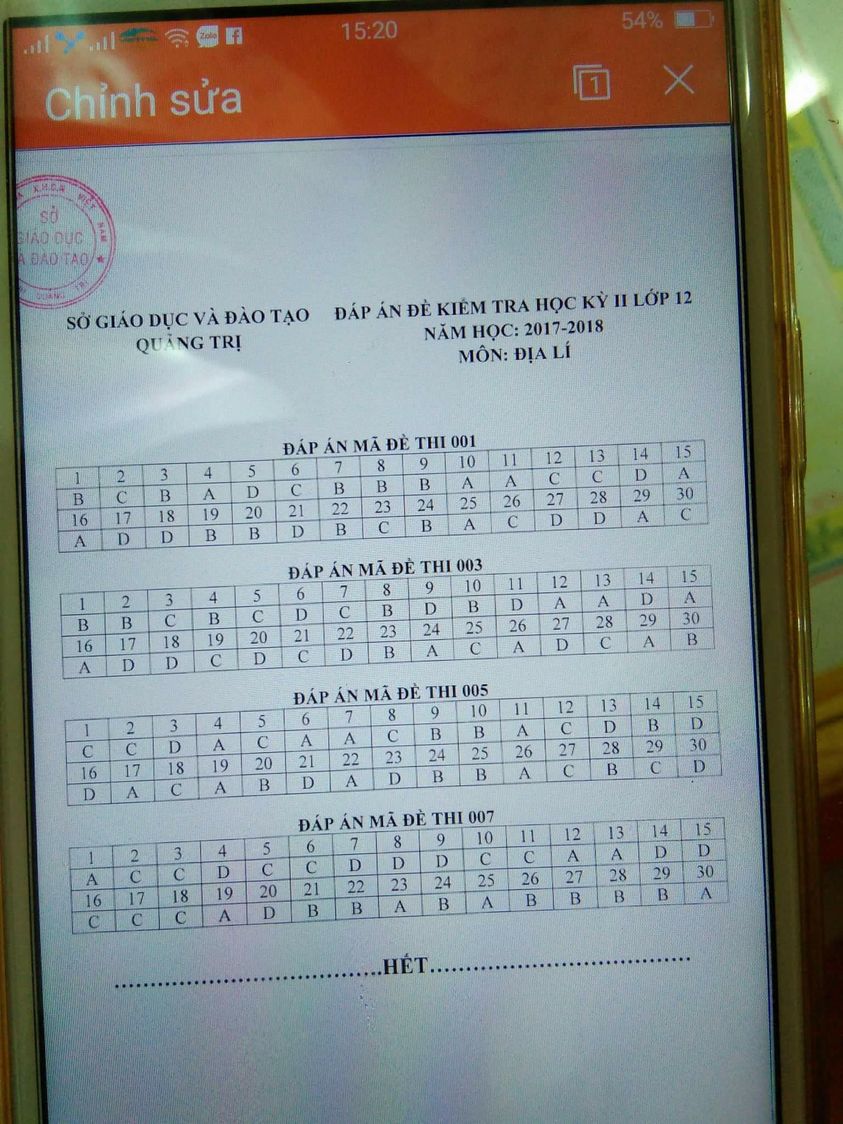 Zalo
15:20
54%
Chỉnh sửa
1
X.H.C.N VIỆT NAM
SỞ
GIÁO DỤC
ĐÀO TẠO
QUẢNG TRỊ
SỞ GIÁO DỤC VÀ ĐÀO TẠO
QUẢNG TRỊ
ĐÁP ÁN ĐỀ KIỂM TRA HỌC KỲ II LỚP 12
NĂM HỌC: 2017-2018
MÔN: ĐỊA LÍ
ĐÁP ÁN MÃ ĐỀ THI 001
1 2 3 4 5 6 7 8 9 10 11 12 13 14 15
B C B A D C B B B A A C C D A
16 17 18 19 20 21 22 23 24 25 26 27 28 29 30
A D D B B D B C B A C D D A C
ĐÁP ÁN MÃ ĐỀ THI 003
1 2 3 4 5 6 7 8 9 10 11 12 13 14 15
B B C B C D C B D B D A A D A
16 17 18 19 20 21 22 23 24 25 26 27 28 29 30
A D D C D C D B A C A D C A B
ĐÁP ÁN MÃ ĐỀ THI 005
1 2 3 4 5 6 7 8 9 10 11 12 13 14 15
C C D A C A A C B B A C D B D
16 17 18 19 20 21 22 23 24 25 26 27 28 29 30
D A C A B D A D B B A C B C D
ĐÁP ÁN MÃ ĐỀ THI 007
1 2 3 4 5 6 7 8 9 10 11 12 13 14 15
A C C D C C D D D C C A A D D
16 17 18 19 20 21 22 23 24 25 26 27 28 29 30
C C C A D B B A B A B B B B A
......................................HẾT......................................